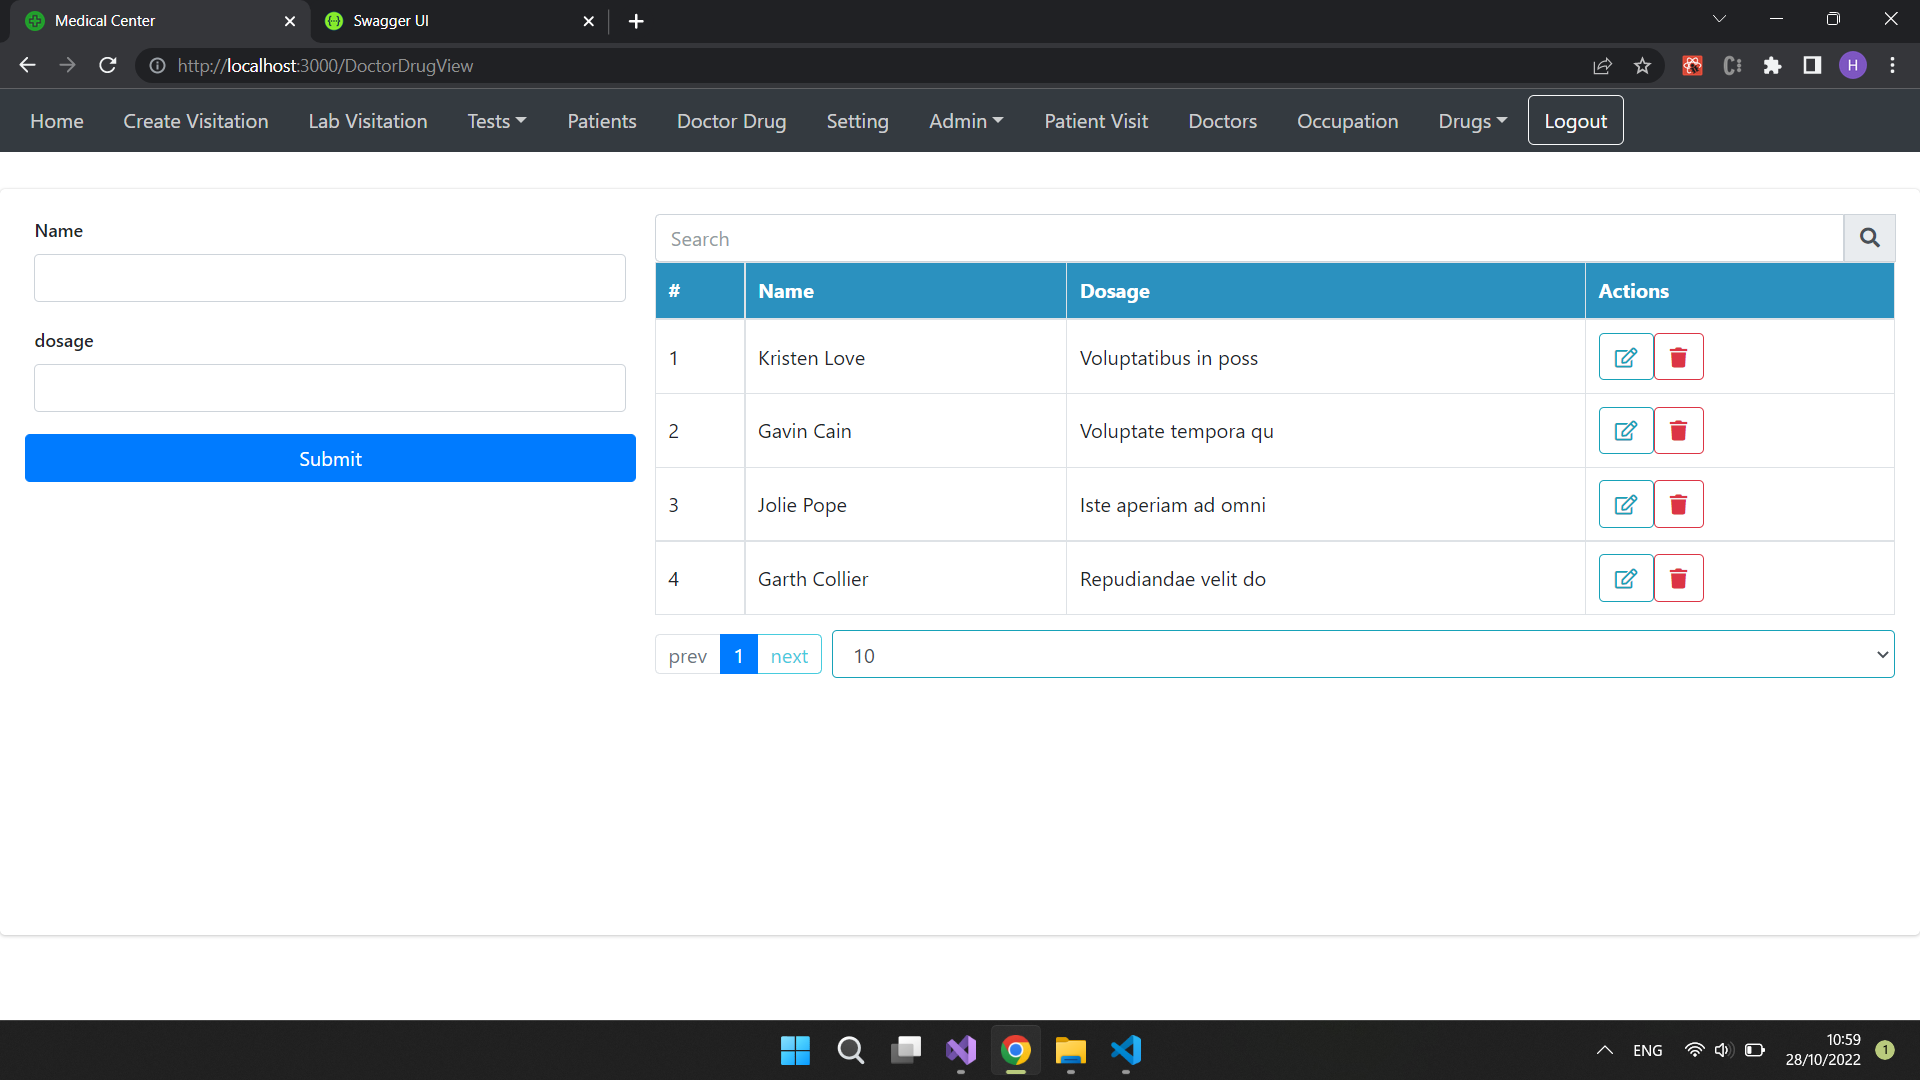 Medical Center
Swagger UI
http://localhost:3000/DoctorDrugView
H
Home Create Visitation Lab Visitation Tests Patients Doctor Drug Setting Admin Patient Visit Doctors Occupation Drugs Logout
Name
dosage
Submit
Search
# Name Dosage Actions
1 Kristen Love Voluptatibus in poss
2 Gavin Cain Voluptate tempora qu
3 Jolie Pope Iste aperiam ad omni
4 Garth Collier Repudiandae velit do
prev 1 next 10
ENG
10:59
28/10/2022
1